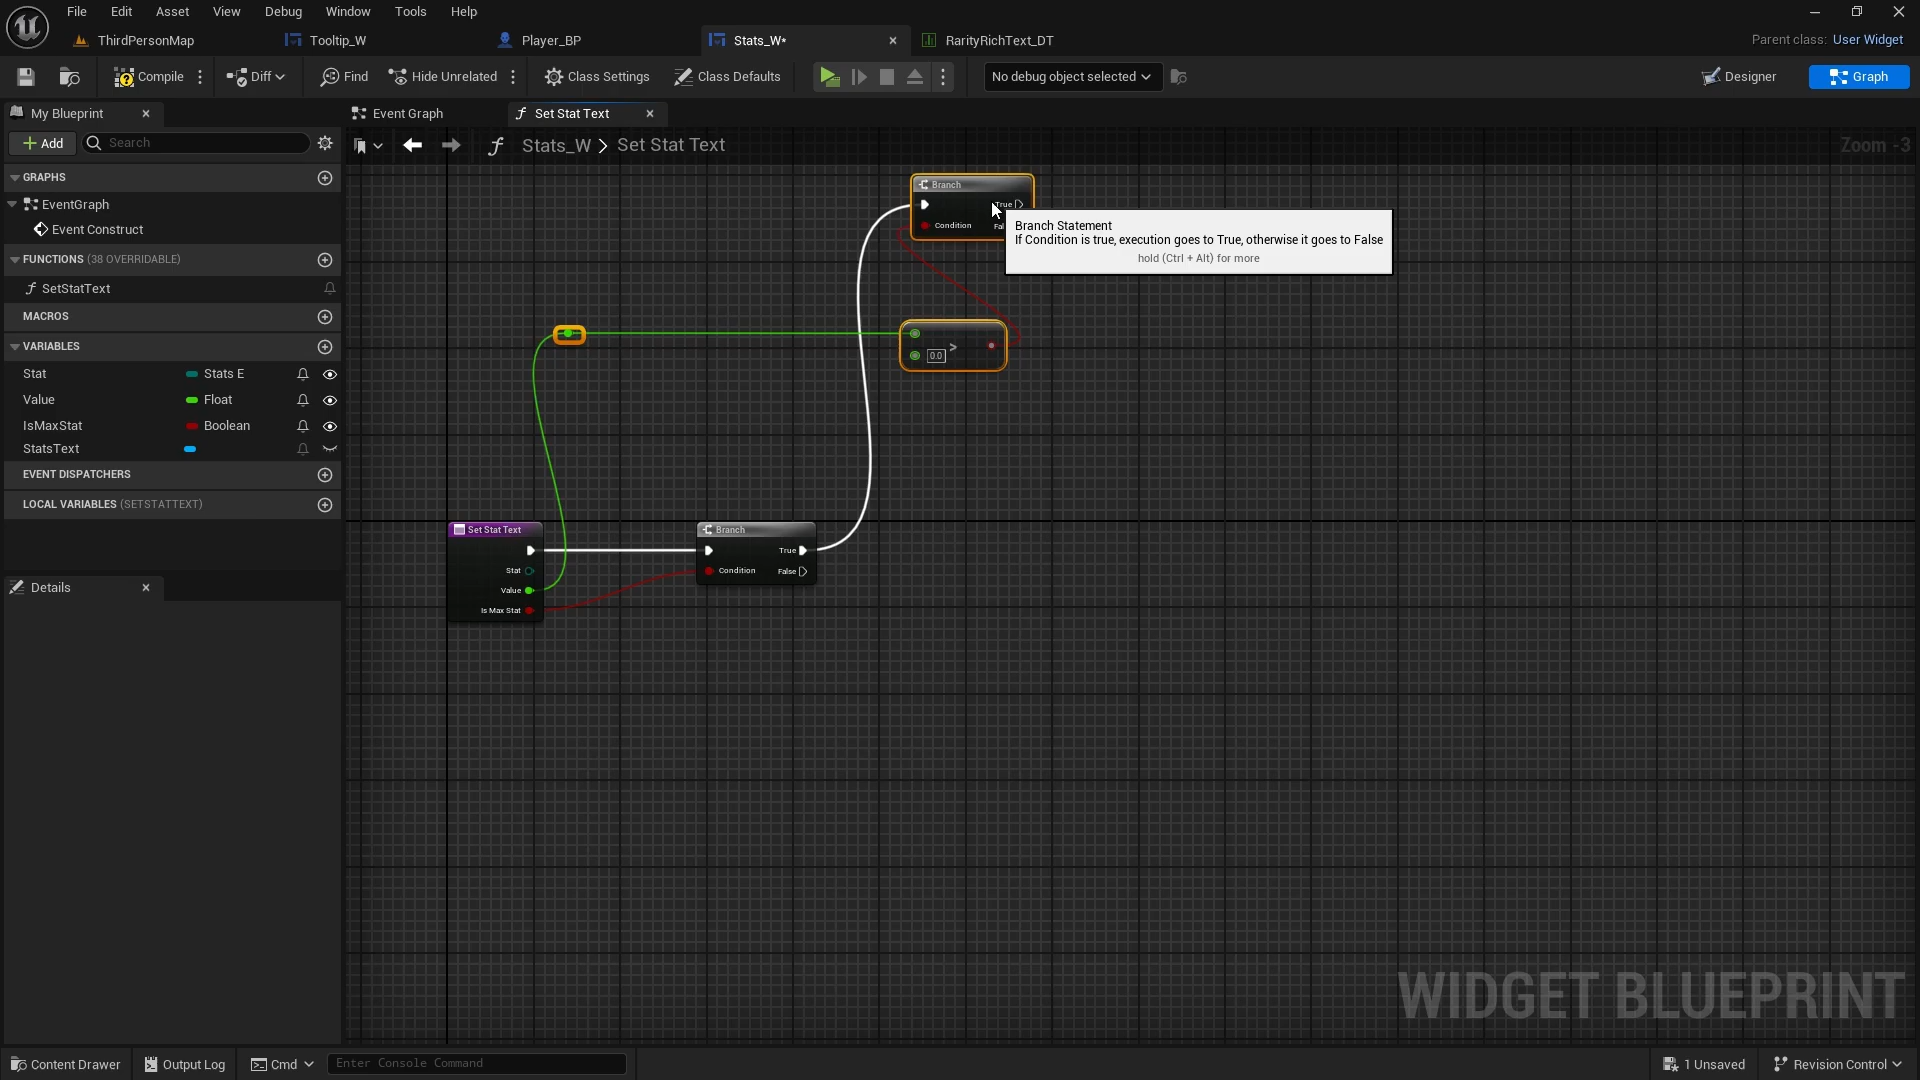 File Edit Asset View Debug Window Tools Help
ThirdPersonMap Tooltip_W Player_BP Stats_W* RarityRichText_DT
Parent class: User Widget
Compile Diff Find Hide Unrelated Class Settings Class Defaults No debug object selected Designer Graph
My Blueprint Event Graph Set Stat Text
Add Search
Stats_W > Set Stat Text Zoom -3
GRAPHS
EventGraph
Event Construct
FUNCTIONS (38 OVERRIDABLE)
SetStatText
MACROS
VARIABLES
Stat Stats E
Value Float
IsMaxStat Boolean
StatsText
EVENT DISPATCHERS
LOCAL VARIABLES (SETSTATTEXT)
Details
Branch
True
Condition Fal
Branch Statement
If Condition is true, execution goes to True, otherwise it goes to False
hold (Ctrl + Alt) for more
0.0 >
Set Stat Text
Stat
Value
Is Max Stat
Branch
True
Condition False
WIDGET BLUEPRINT
Content Drawer Output Log Cmd Enter Console Command 1 Unsaved Revision Control